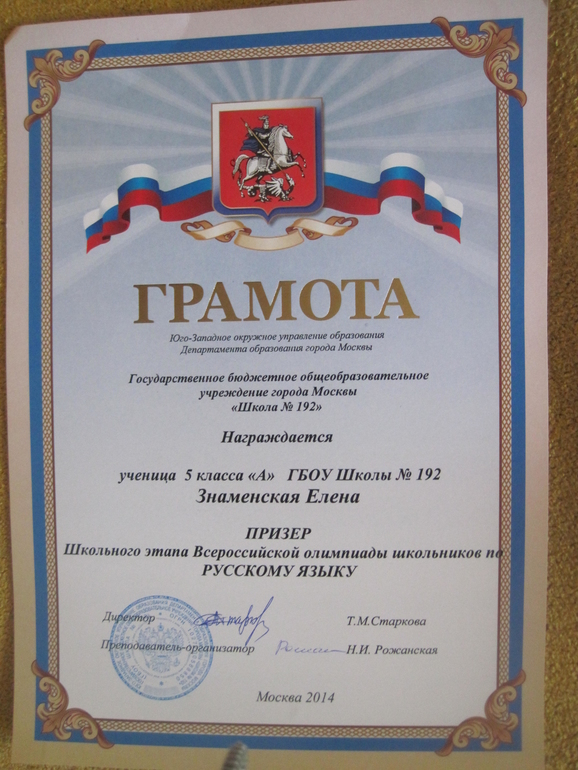 ГРАМОТА
Юго-Западное окружное управление образования
Департамента образования города Москвы
Государственное бюджетное общеобразовательное
учреждение города Москвы
«Школа № 192»
Награждается
ученица 5 класса «А» ГБОУ Школы № 192
Знаменская Елена
ПРИЗЕР
Школьного этапа Всероссийской олимпиады школьников по
РУССКОМУ ЯЗЫКУ
Директор Т.М.Старкова
Преподаватель-организатор Н.И. Рожанская
Москва 2014